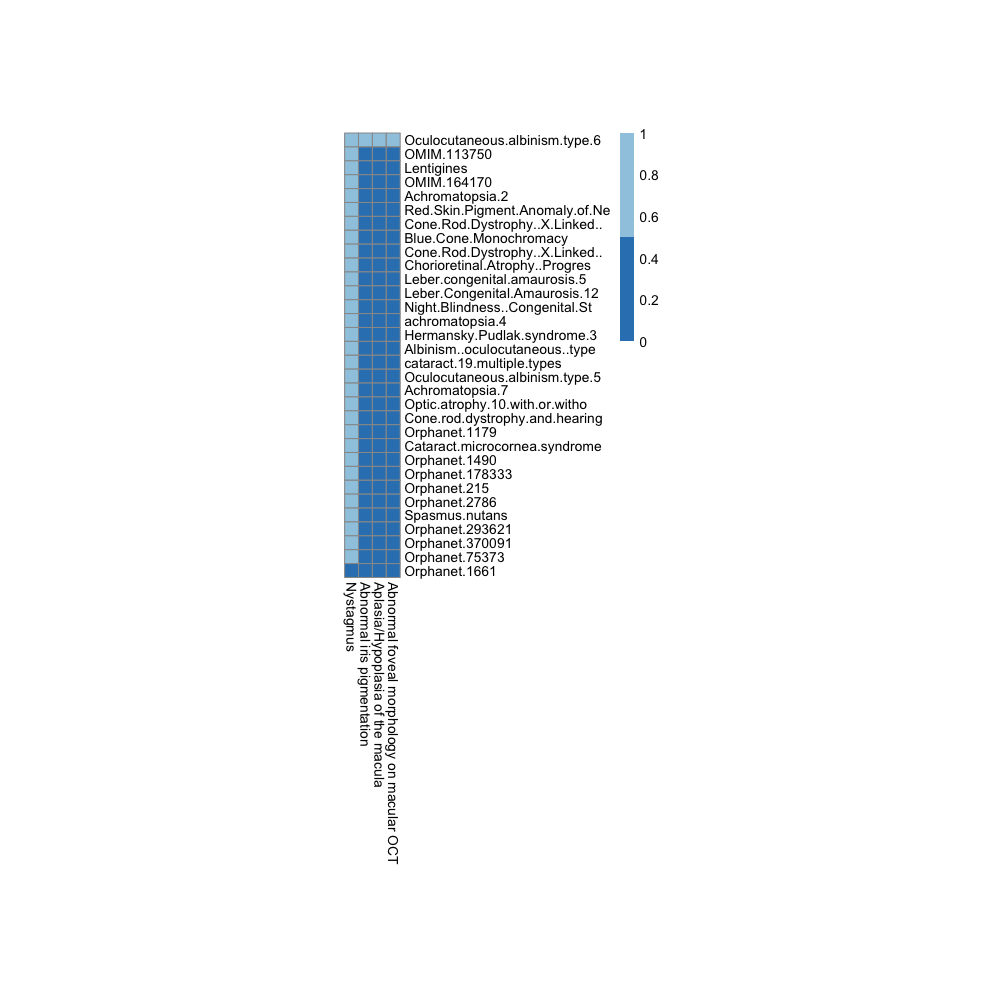 Oculocutaneous.albinism.type.6
OMIM.113750
Lentigines
OMIM.164170
Achromatopsia.2
Red.Skin.Pigment.Anomaly.of.Ne
Cone.Rod.Dystrophy..X.Linked..
Blue.Cone.Monochromacy
Cone.Rod.Dystrophy..X.Linked..
Chorioretinal.Atrophy..Progres
Leber.congenital.amaurosis.5
Leber.Congenital.Amaurosis.12
Night.Blindness..Congenital.St
achromatopsia.4
Hermansky.Pudlak.syndrome.3
Albinism..oculocutaneous..type
cataract.19.multiple.types
Oculocutaneous.albinism.type.5
Achromatopsia.7
Optic.atrophy.10.with.or.witho
Cone.rod.dystrophy.and.hearing
Orphanet.1179
Cataract.microcornea.syndrome
Orphanet.1490
Orphanet.178333
Orphanet.215
Orphanet.2786
Spasmus.nutans
Orphanet.293621
Orphanet.370091
Orphanet.75373
Orphanet.1661
Nystagmus
Abnormal iris pigmentation
Aplasia/Hypoplasia of the macula
Abnormal foveal morphology on macular OCT
1
0.8
0.6
0.4
0.2
0